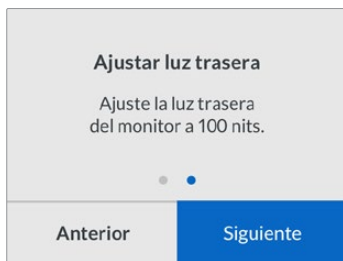 Ajustar luz trasera
Ajuste la luz trasera
del monitor a 100 nits.
Anterior
Siguiente